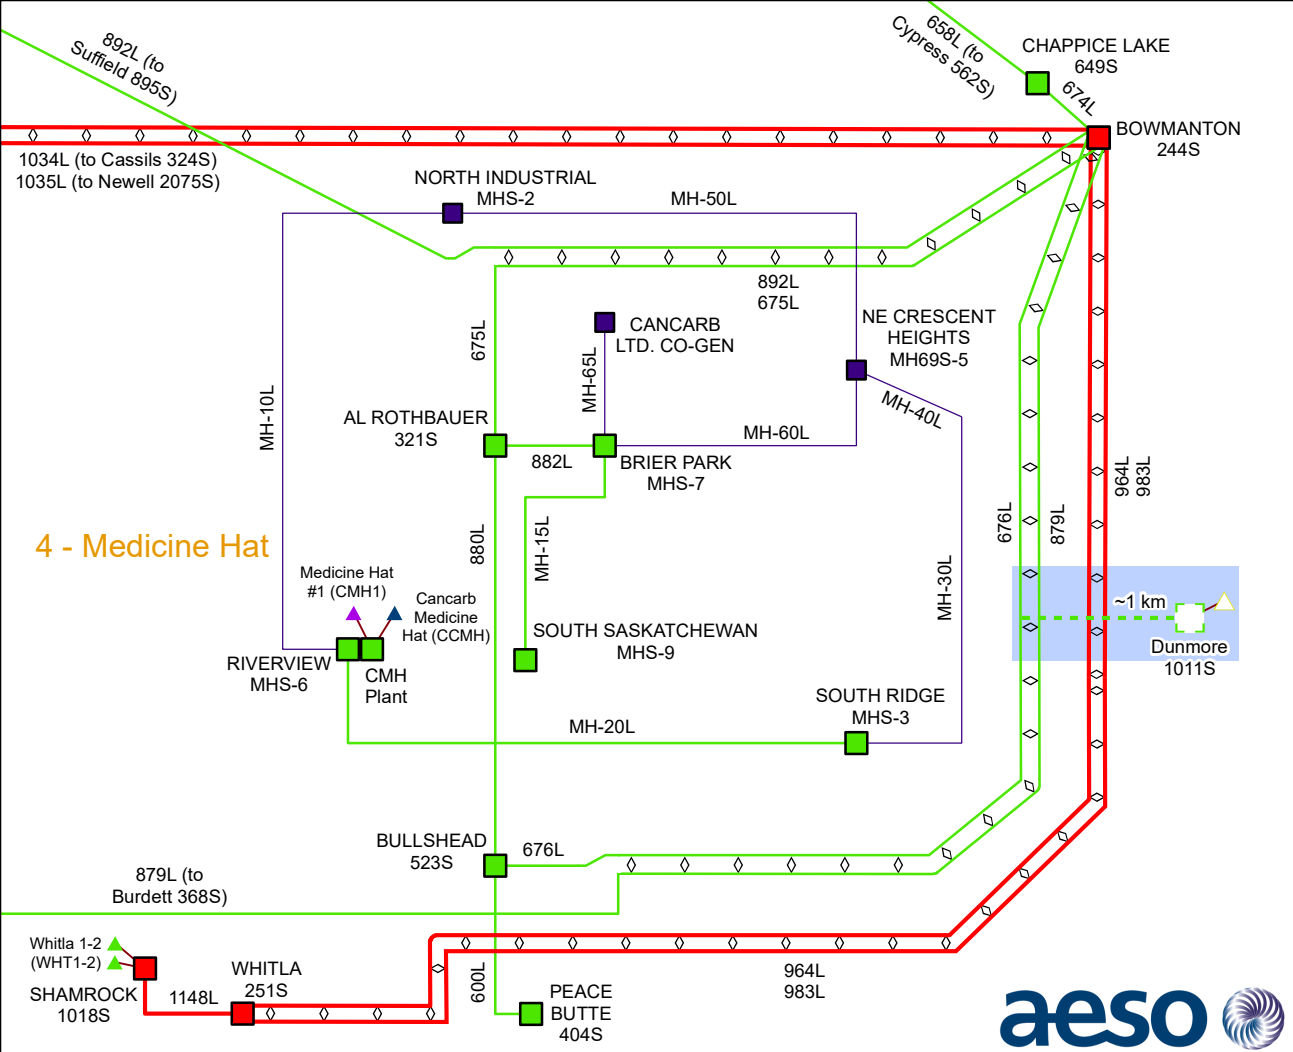 892L (to
Suffield 895S)
658L (to
Cypress 562S)
CHAPPICE LAKE
649S
674L
BOWMANTON
244S
1034L (to Cassils 324S)
1035L (to Newell 2075S)
NORTH INDUSTRIAL
MHS-2
MH-50L
892L
675L
675L
CANCARB
LTD. CO-GEN
NE CRESCENT
HEIGHTS
MH69S-5
MH-65L
MH-10L
MH-40L
AL ROTHBAUER
321S
MH-60L
882L
BRIER PARK
MHS-7
964L
983L
676L
879L
880L
MH-15L
4 - Medicine Hat
MH-30L
Medicine Hat
#1 (CMH1)
Cancarb
Medicine
Hat (CCMH)
~1 km
Dunmore
1011S
SOUTH SASKATCHEWAN
MHS-9
RIVERVIEW
MHS-6
CMH
Plant
SOUTH RIDGE
MHS-3
MH-20L
BULLSHEAD
523S
676L
879L (to
Burdett 368S)
Whitla 1-2
(WHT1-2)
SHAMROCK
1018S
1148L
WHITLA
251S
600L
PEACE
BUTTE
404S
964L
983L
aeso